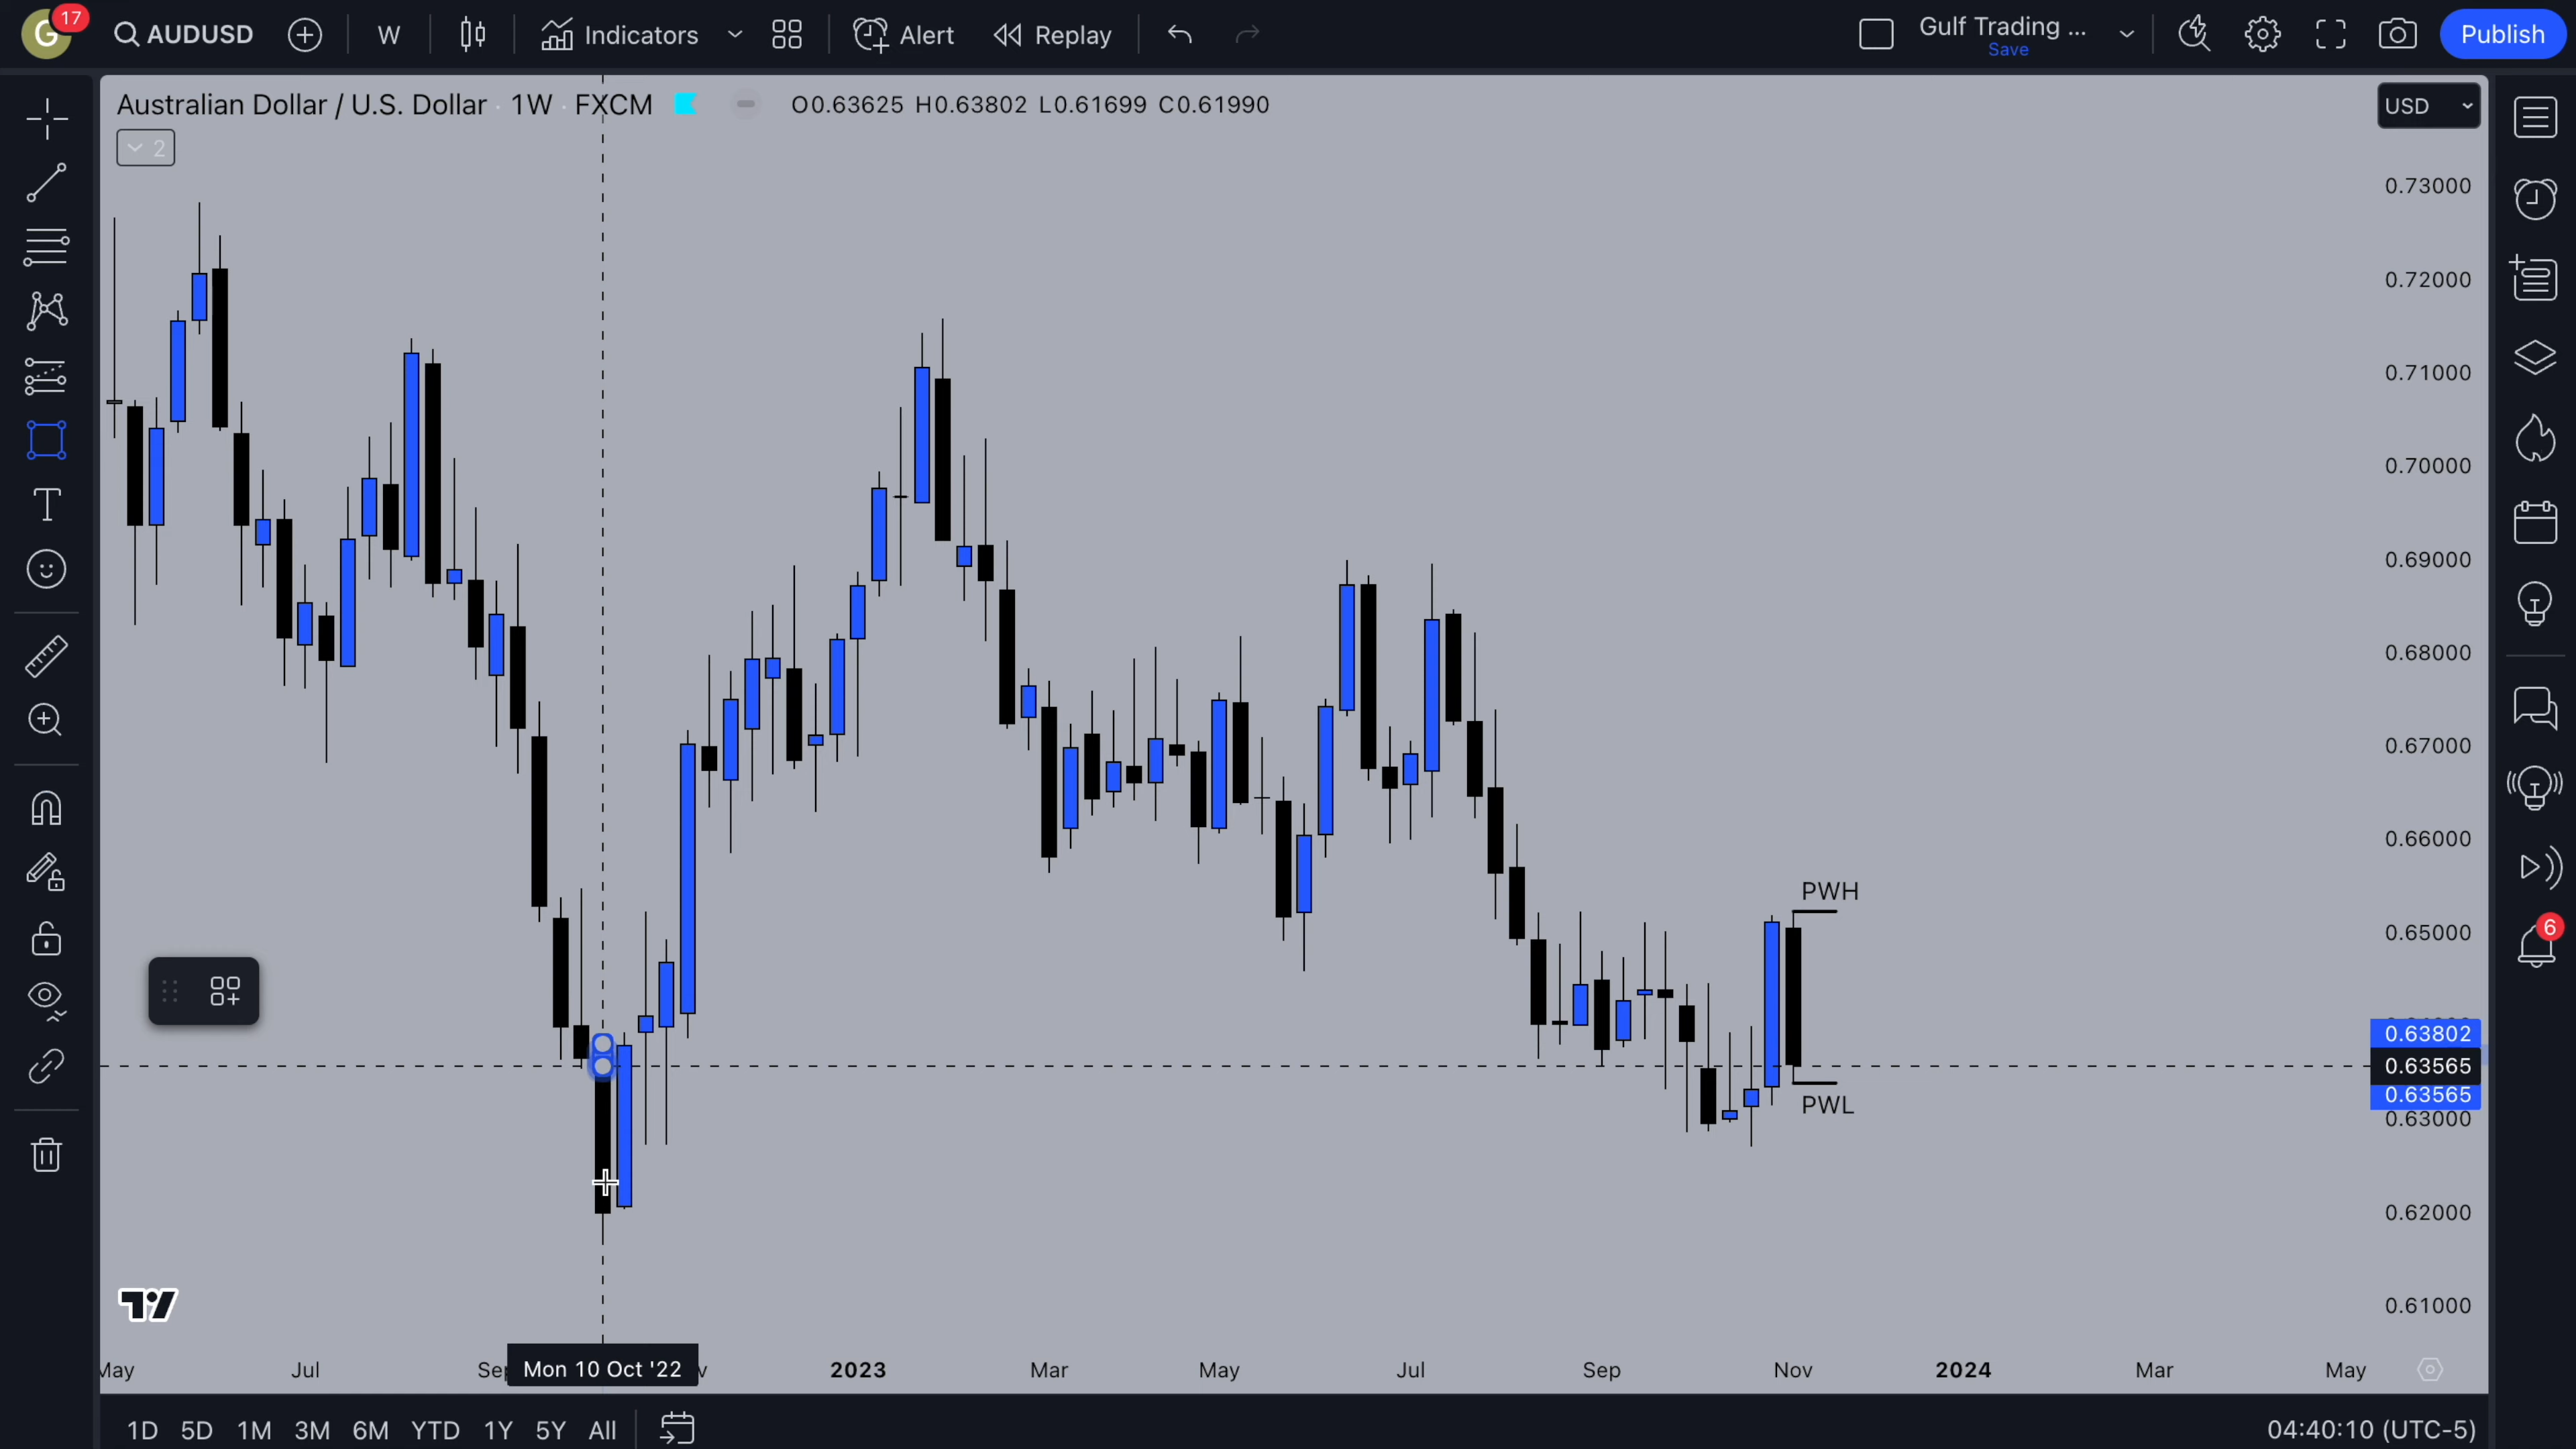 G 17 AUDUSD W Indicators Alert Replay Gulf Trading ... Save Publish
Australian Dollar / U.S. Dollar · 1W · FXCM O0.63625 H0.63802 L0.61699 C0.61990 USD
2
0.73000
0.72000
0.71000
0.70000
0.69000
0.68000
0.67000
0.66000
PWH
0.65000
6
0.63802
0.63565
0.63565
PWL
0.63000
0.62000
0.61000
May Jul Mon 10 Oct '22 2023 Mar May Jul Sep Nov 2024 Mar May
1D 5D 1M 3M 6M YTD 1Y 5Y All 04:40:10 (UTC-5)